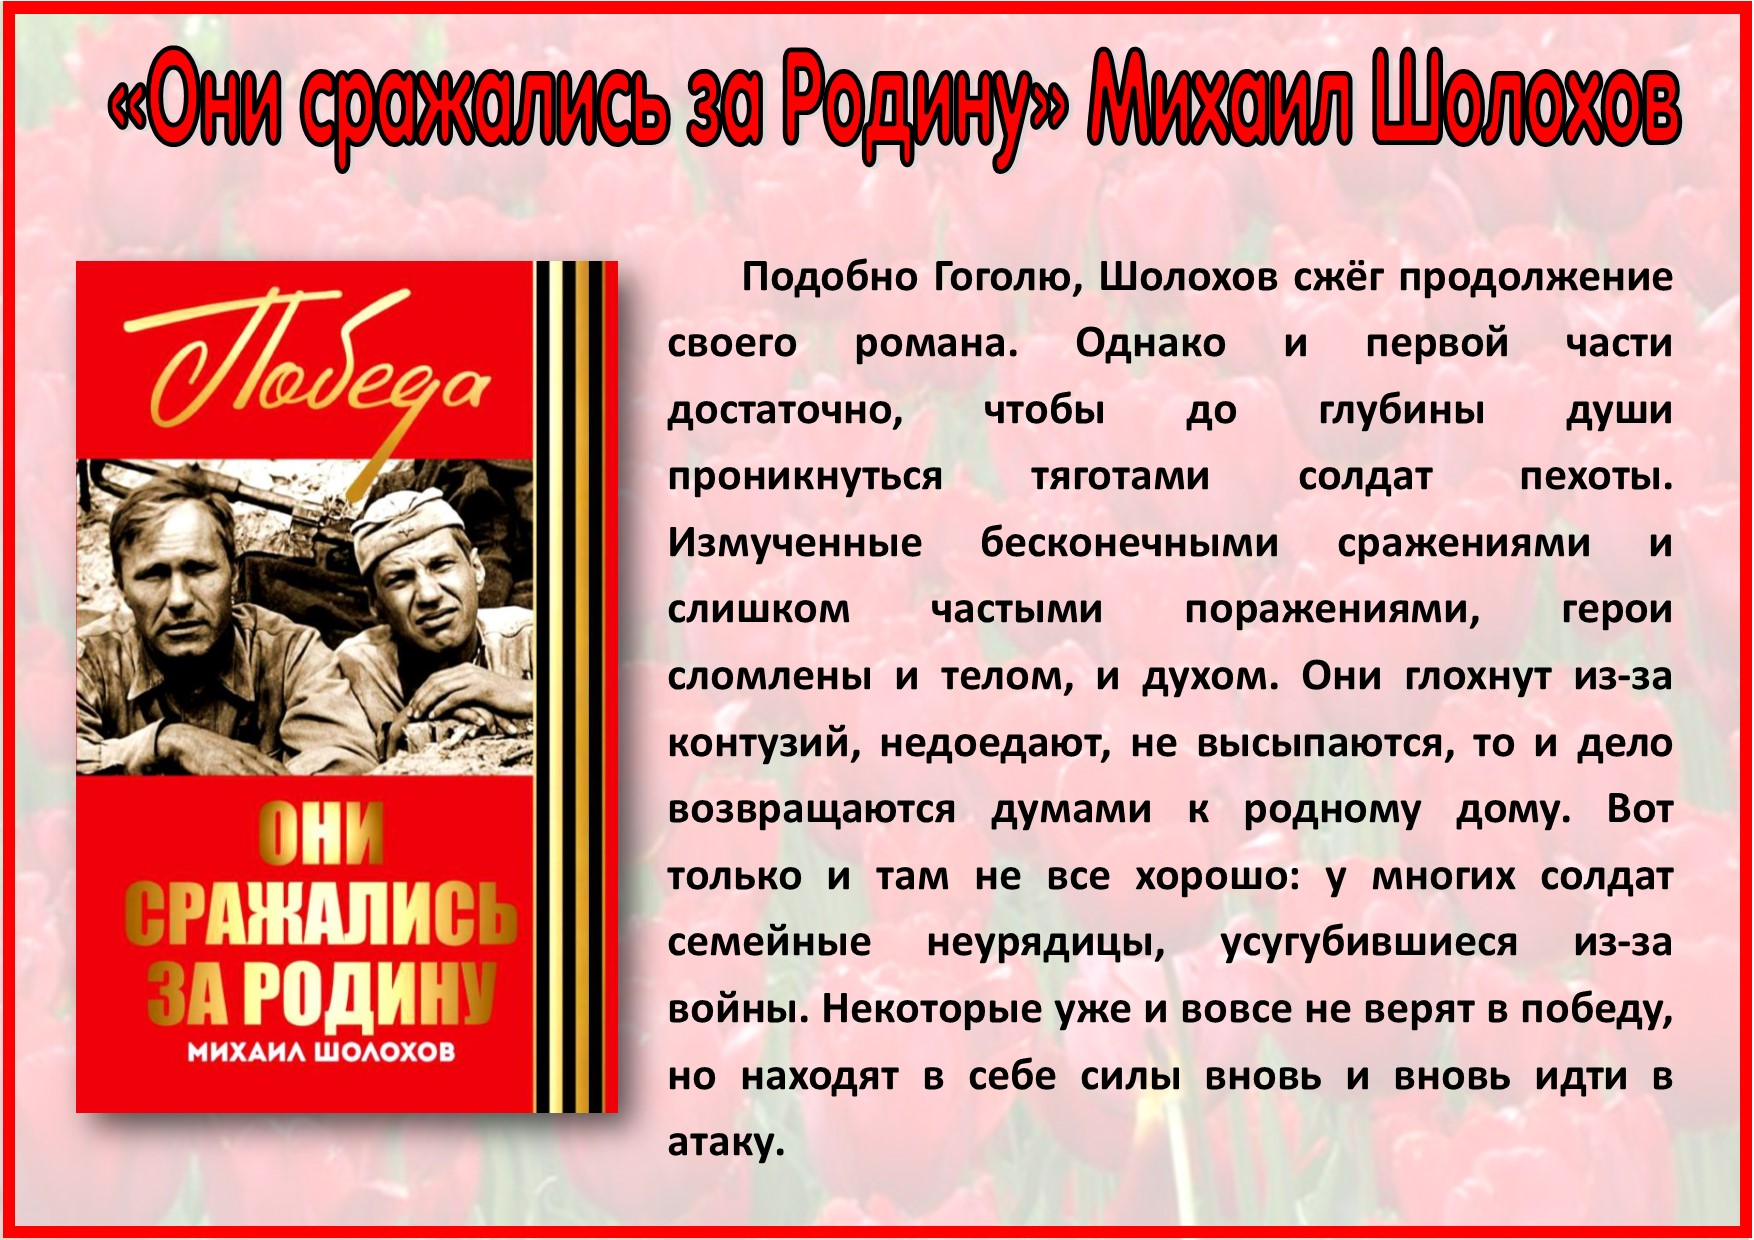 «Они сражались за Родину» Михаил Шолохов
Победа
ОНИ
СРАЖАЛИСЬ
ЗА РОДИНУ
МИХАИЛ ШОЛОХОВ
Подобно Гоголю, Шолохов сжёг продолжение
своего романа. Однако и первой части
достаточно, чтобы до глубины души
проникнуться тяготами солдат пехоты.
Измученные бесконечными сражениями и
слишком частыми поражениями, герои
сломлены и телом, и духом. Они глохнут из-за
контузий, недоедают, не высыпаются, то и дело
возвращаются думами к родному дому. Вот
только и там не все хорошо: у многих солдат
семейные неурядицы, усугубившиеся из-за
войны. Некоторые уже и вовсе не верят в победу,
но находят в себе силы вновь и вновь идти в
атаку.